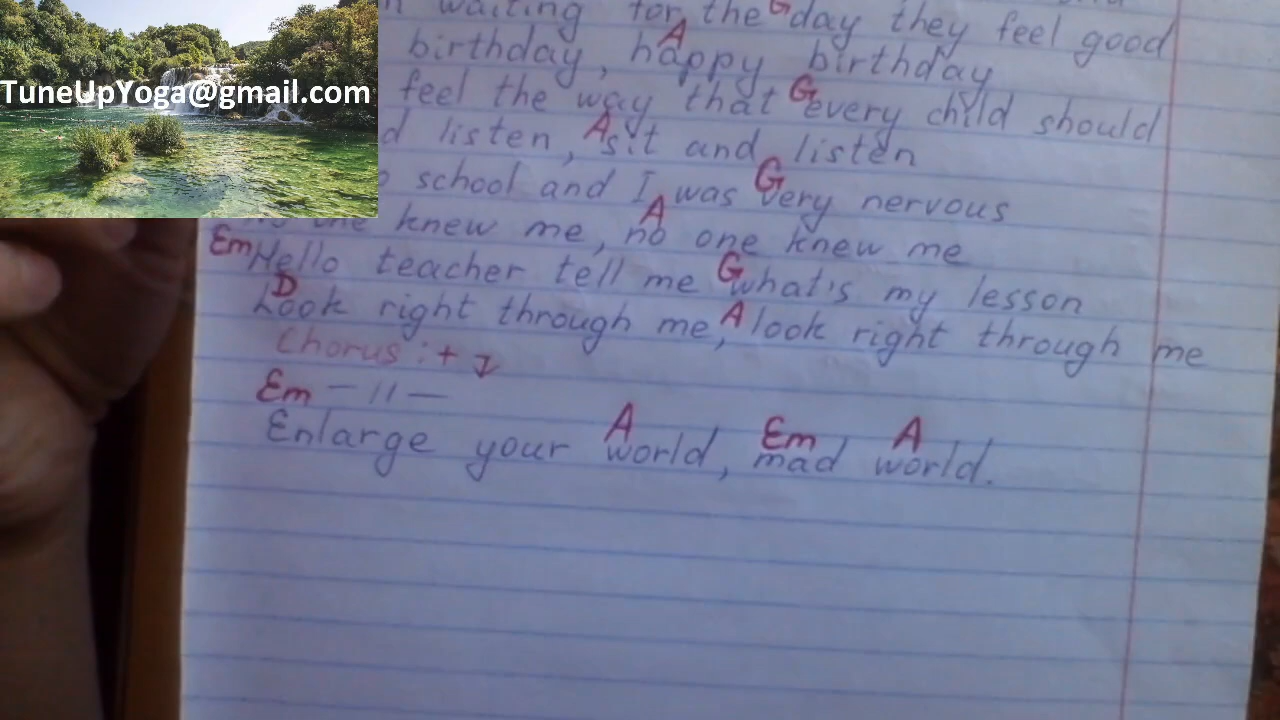 waiting for the G day they feel good
A
birthday, happy birthday
G
feel the way that every child should
A
d listen, sit and listen
G
school and I was very nervous
A
one knew me, no one knew me
Em G
Hello teacher tell me what's my lesson
D A
Look right through me, look right through me
Chorus: +
Em — 11 —
A Em A
Enlarge your world, mad world.
TuneUpYoga@gmail.com